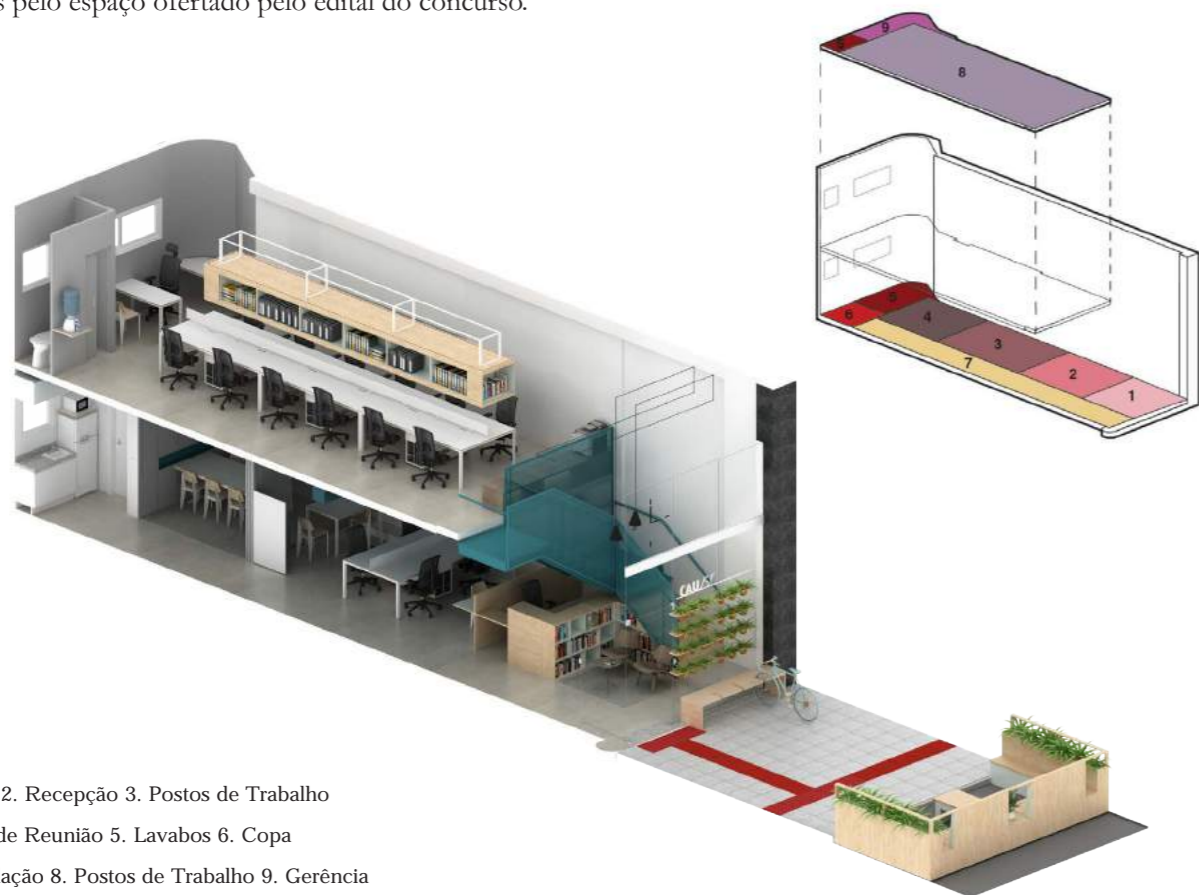 s pelo espaço ofertado pelo edital do concurso.
9
8
5
4
6
3
7
2
1
CAU/
2. Recepção 3. Postos de Trabalho
de Reunião 5. Lavabos 6. Copa
ação 8. Postos de Trabalho 9. Gerência